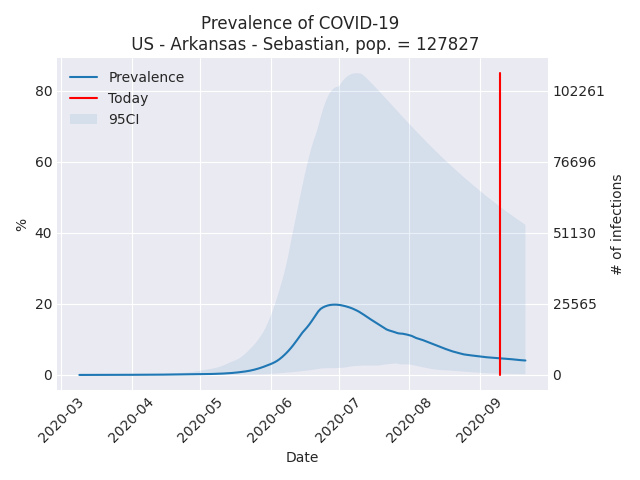 Prevalence of COVID-19
US - Arkansas - Sebastian, pop. = 127827
Prevalence
Today
95CI
80
60
40
20
0
%
102261
76696
51130
25565
0
# of infections
2020-03
2020-04
2020-05
2020-06
2020-07
2020-08
2020-09
Date